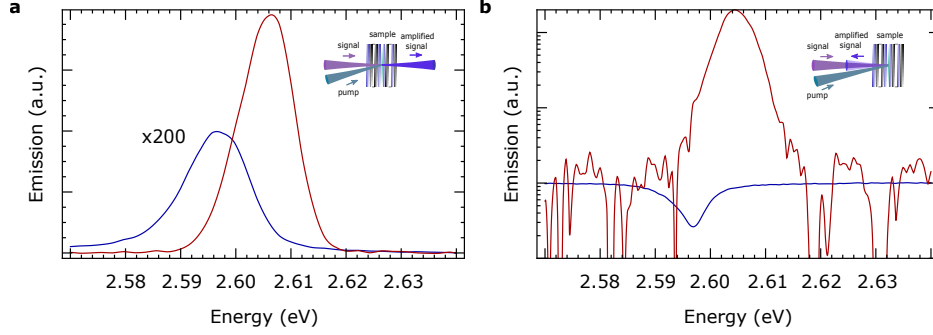 a
Emission (a.u.)
x200
signal
sample
amplified
signal
pump
2.58
2.59
2.60
2.61
2.62
2.63
Energy (eV)
b
Emission (a.u.)
signal
amplified
signal
sample
pump
2.58
2.59
2.60
2.61
2.62
2.63
Energy (eV)